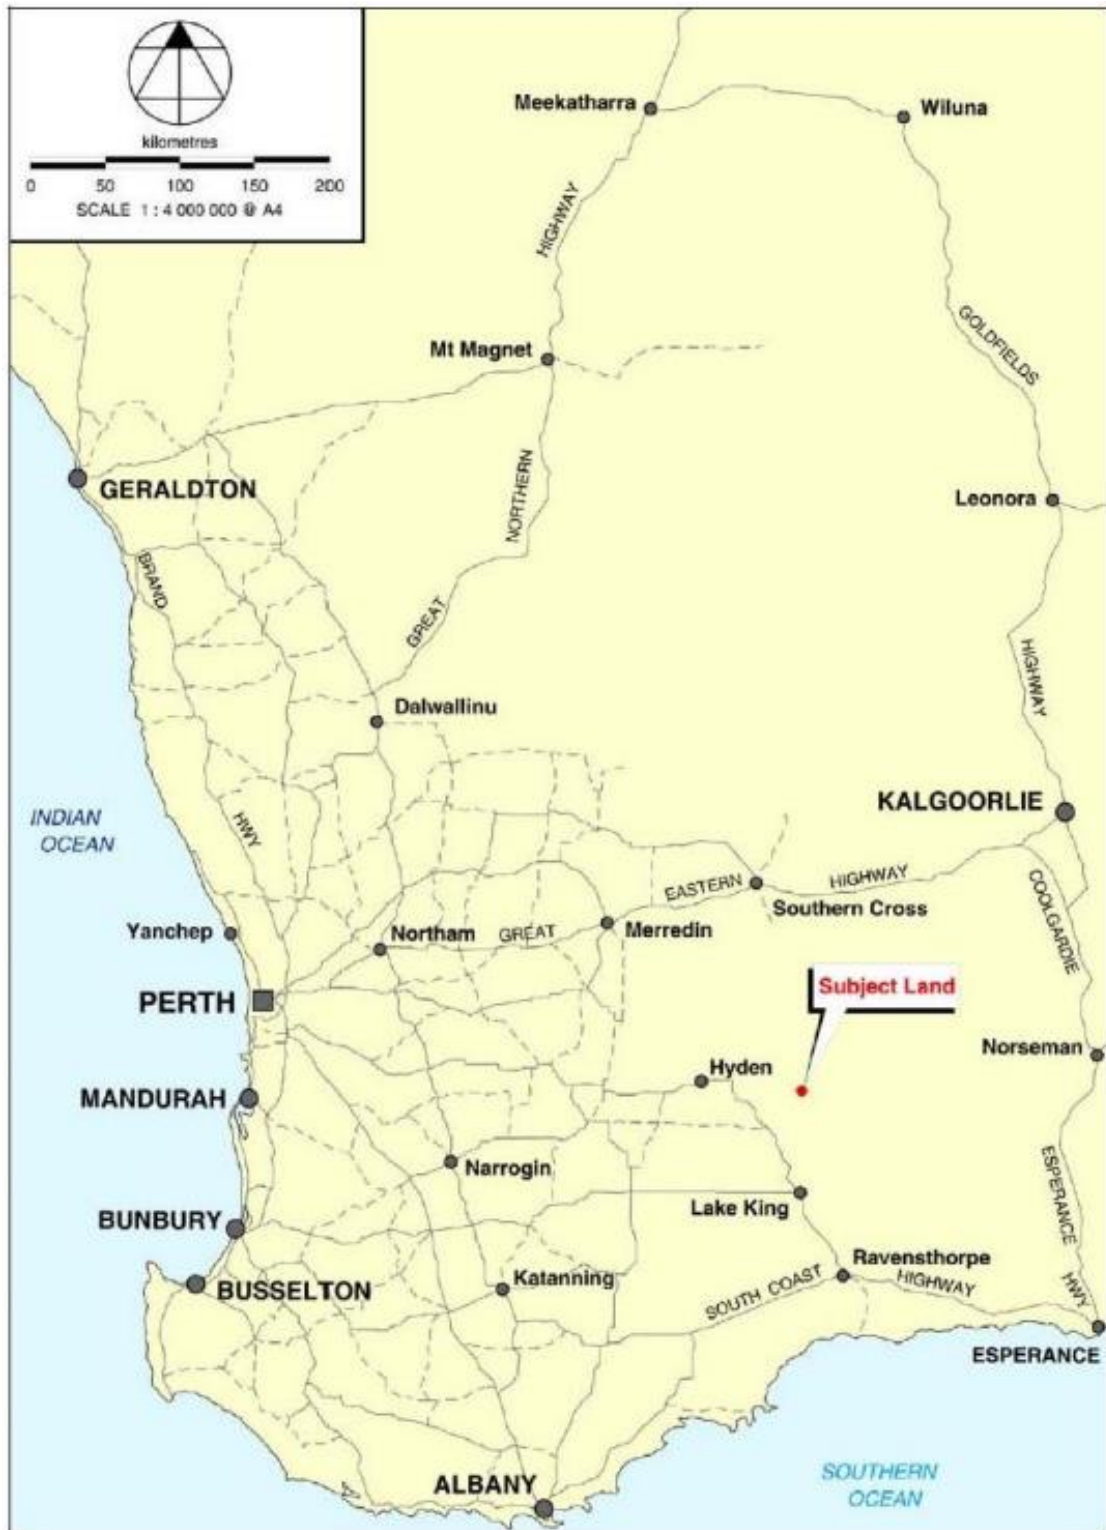 kilometres
0 50 100 150 200
SCALE 1 : 4 000 000 @ A4
Meekatharra
Wiluna
HIGHWAY
GOLDFIELDS
Mt Magnet
GERALDTON
NORTHERN
Leonora
BRAND
GREAT
HIGHWAY
Dalwallinu
INDIAN
OCEAN
HWY
KALGOORLIE
EASTERN
HIGHWAY
Southern Cross
COOLGARDIE
Yanchep
Northam
GREAT
Merredin
PERTH
Subject Land
Norseman
Hyden
MANDURAH
Narrogin
ESPERANCE
Lake King
BUNBURY
Ravensthorpe
BUSSELTON
Katanning
SOUTH COAST
HIGHWAY
HWY
ESPERANCE
ALBANY
SOUTHERN
OCEAN